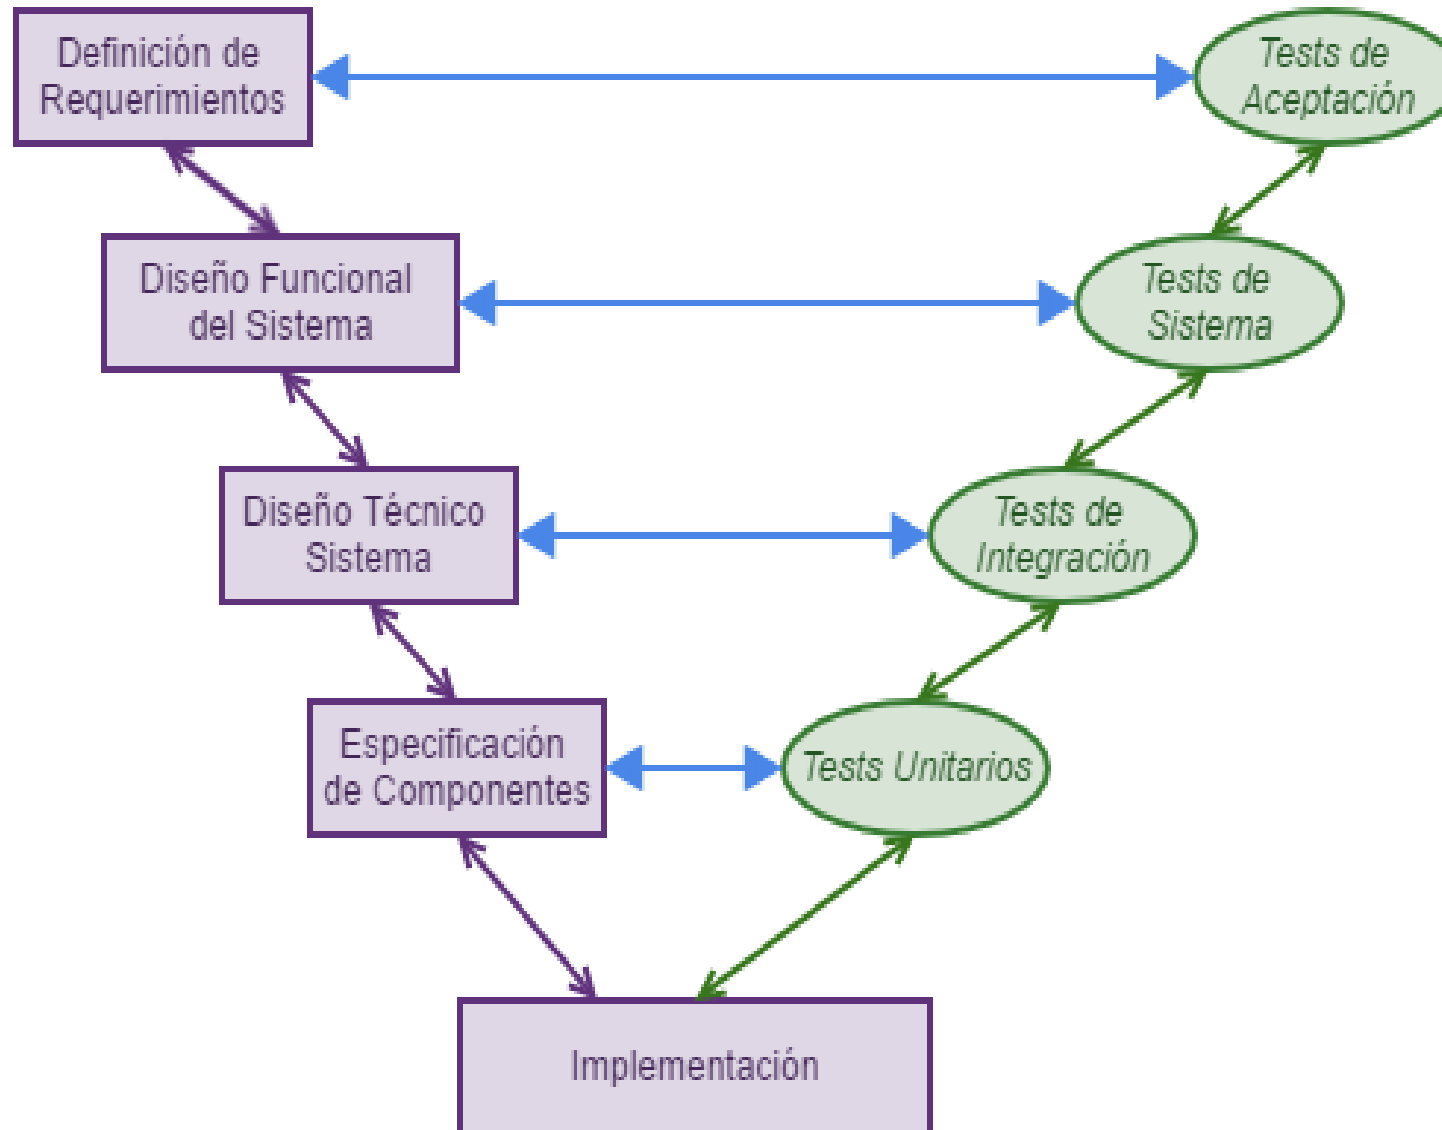 Definición de
Requerimientos
Tests de
Aceptación
Diseño Funcional
del Sistema
Tests de
Sistema
Diseño Técnico
Sistema
Tests de
Integración
Especificación
de Componentes
Tests Unitarios
Implementación